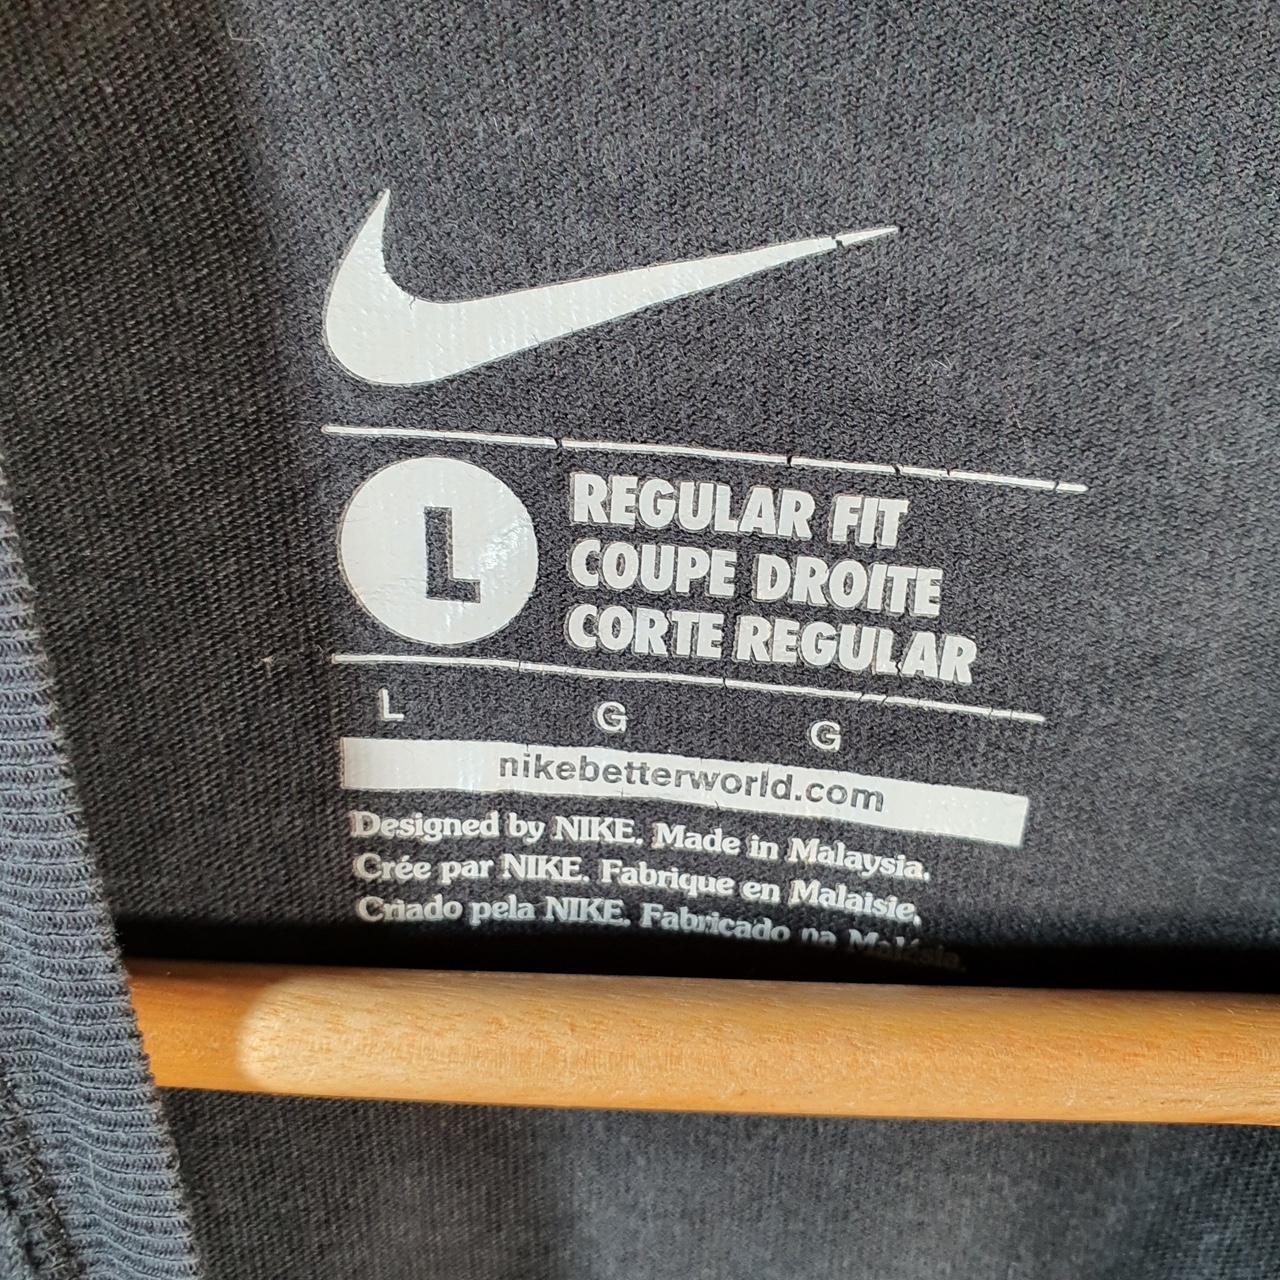 L
REGULAR FIT
COUPE DROITE
CORTE REGULAR
L G G
nikebetterworld.com
Designed by NIKE. Made in Malaysia.
Crée par NIKE. Fabrique en Malaisie.
Criado pela NIKE. Fabricado na Malásia.